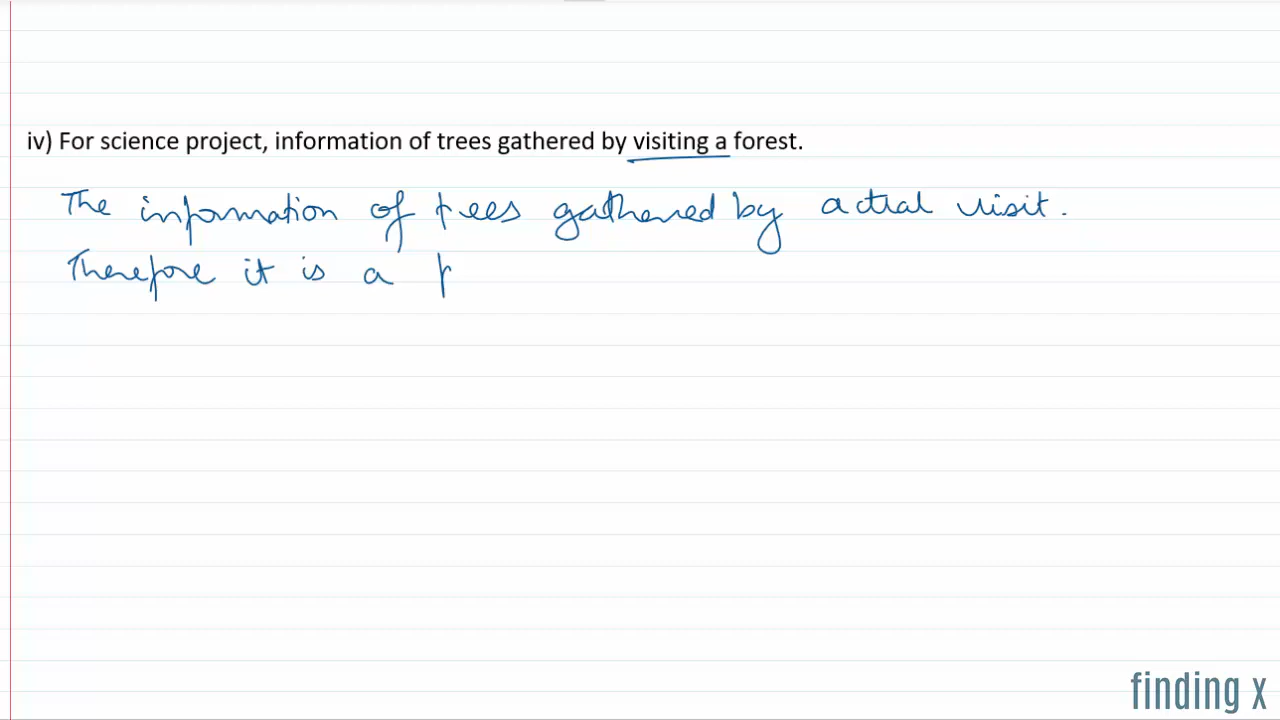 iv) For science project, information of trees gathered by visiting a forest.
The information of trees gathered by actual visit.
Therefore it is a p
finding x